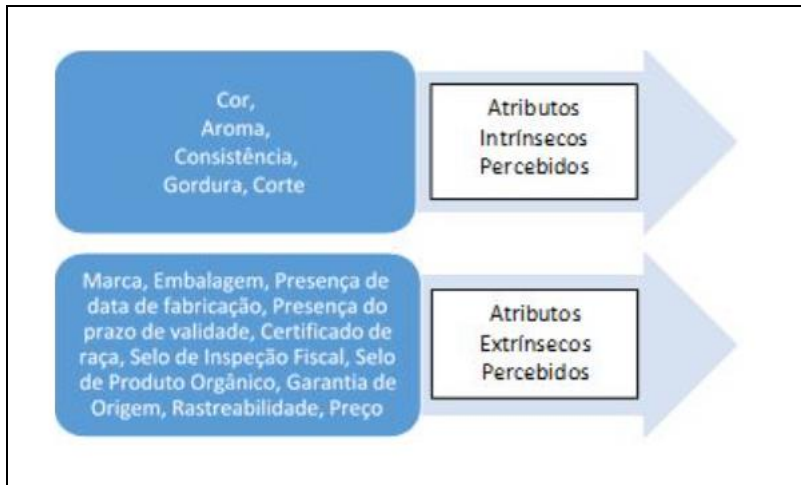 Cor,
Aroma,
Consistência,
Gordura, Corte
Atributos
Intrínsecos
Percebidos
Marca, Embalagem, Presença de
data de fabricação, Presença do
prazo de validade, Certificado de
raça, Selo de Inspeção Fiscal, Selo
de Produto Orgânico, Garantia de
Origem, Rastreabilidade, Preço
Atributos
Extrínsecos
Percebidos